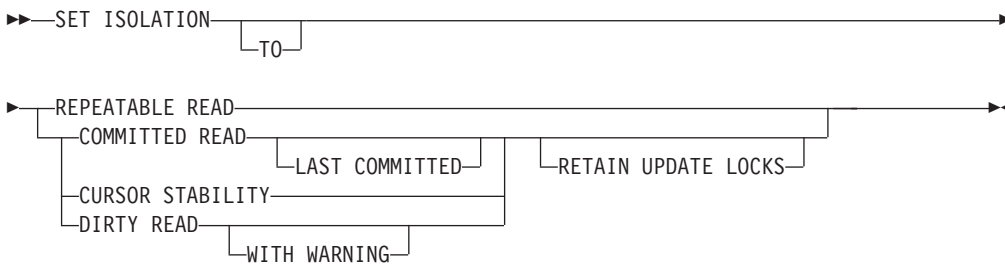 SET ISOLATION
TO
REPEATABLE READ
COMMITTED READ
LAST COMMITTED
RETAIN UPDATE LOCKS
CURSOR STABILITY
DIRTY READ
WITH WARNING